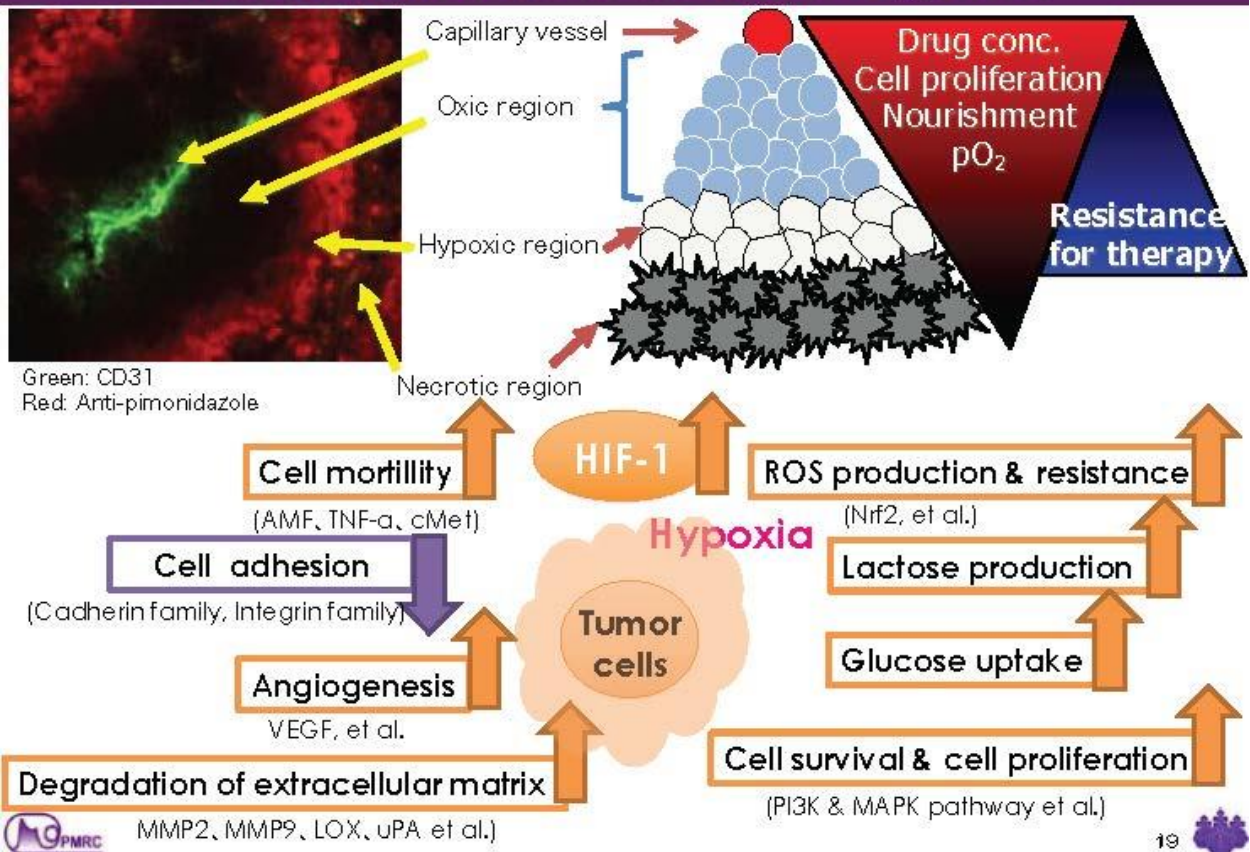 Capillary vessel
Oxic region
Hypoxic region
Necrotic region
Drug conc.
Cell proliferation
Nourishment
pO₂
Resistance
for therapy
Green: CD31
Red: Anti-pimonidazole
HIF-1
Hypoxia
Tumor
cells
Cell mortillity
(AMF、TNF-a、cMet)
Cell adhesion
(Cadherin family, Integrin family)
Angiogenesis
VEGF, et al.
Degradation of extracellular matrix
MMP2、MMP9、LOX、uPA et al.)
ROS production & resistance
(Nrf2, et al.)
Lactose production
Glucose uptake
Cell survival & cell proliferation
(PI3K & MAPK pathway et al.)
PMRC
19